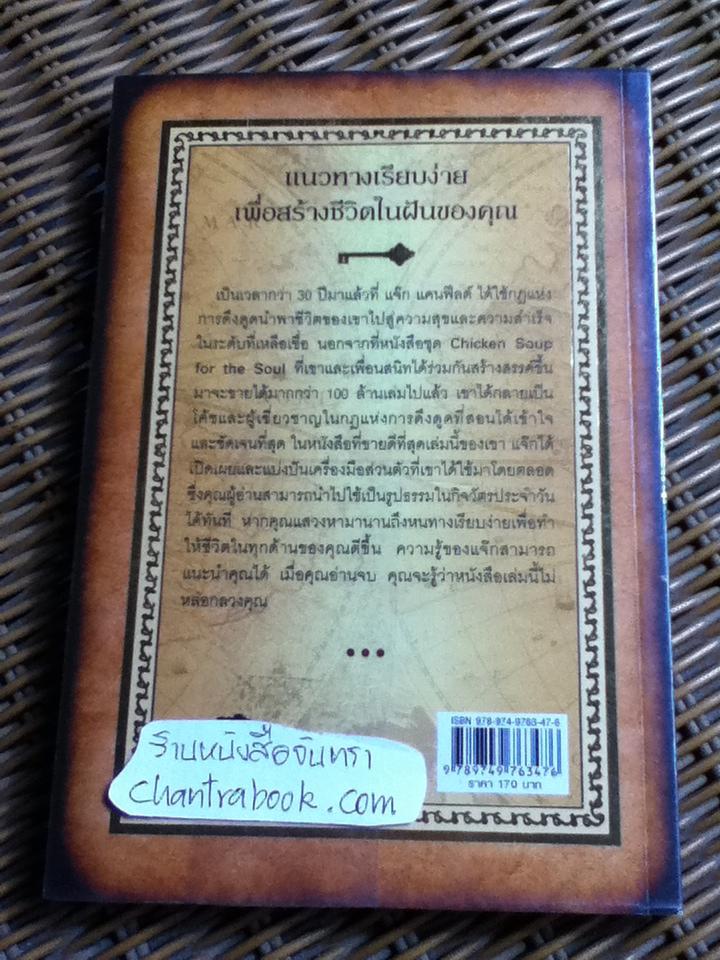 แนวทางเรียบง่าย
เพื่อสร้างชีวิตในฝันของคุณ
เป็นเวลากว่า 30 ปีมาแล้วที่ แจ๊ก แคนฟีลด์ ได้ใช้กฎแห่ง
การดึงดูดนำพาชีวิตของเขาไปสู่ความสุขและความสำเร็จ
ในระดับที่เหลือเชื่อ นอกจากที่หนังสือชุด Chicken Soup
for the Soul ที่เขาและเพื่อนสนิทได้ร่วมกันสร้างสรรค์ขึ้น
มาจะขายได้มากกว่า 100 ล้านเล่มไปแล้ว เขาได้กลายเป็น
โค้ชและผู้เชี่ยวชาญในกฎแห่งการดึงดูดที่สอนได้เข้าใจ
และชัดเจนที่สุด ในหนังสือที่ขายดีที่สุดเล่มนี้ของเขา แจ๊กได้
เปิดเผยและแบ่งปันเครื่องมือส่วนตัวที่เขาได้ใช้มาโดยตลอด
ซึ่งคุณผู้อ่านสามารถนำไปใช้เป็นรูปธรรมในกิจวัตรประจำวัน
ได้ทันที หากคุณแสวงหามานานถึงหนทางเรียบง่ายเพื่อทำ
ให้ชีวิตในทุกด้านของคุณดีขึ้น ความรู้ของแจ๊กสามารถ
แนะนำคุณได้ เมื่อคุณอ่านจบ คุณจะรู้ว่าหนังสือเล่มนี้ไม่
หลอกลวงคุณ
•••
ร้านหนังสือจันทรา
chantrabook.com
ISBN 978-974-9763-47-6
9 789749 763476
ราคา 170 บาท